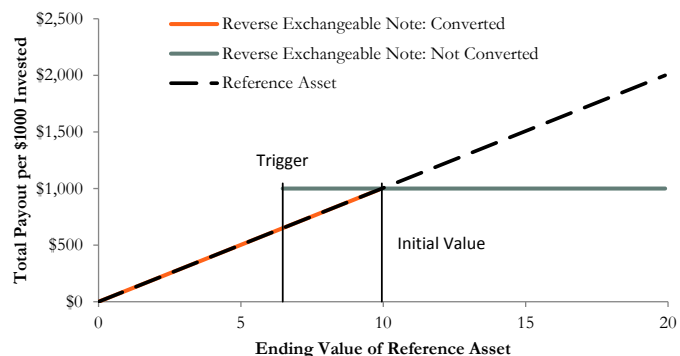 $2,500
$2,000
$1,500
$1,000
$500
$0
Total Payout per $1000 Invested
Reverse Exchangeable Note: Converted
Reverse Exchangeable Note: Not Converted
Reference Asset
Trigger
Initial Value
0 5 10 15 20
Ending Value of Reference Asset